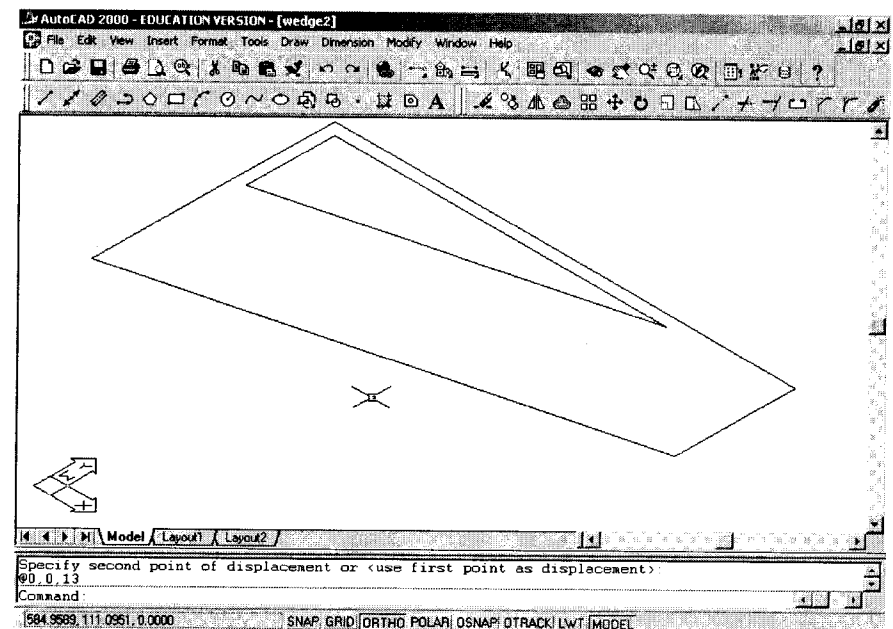 AutoCAD 2000 - EDUCATION VERSION - [wedge2]
File Edit View Insert Format Tools Draw Dimension Modify Window Help
A
Y
W
X
Model Layout1 Layout2
Specify second point of displacement or <use first point as displacement>:
@0,0,13
Command:
584.9589, 111.0951, 0.0000 SNAP GRID ORTHO POLAR OSNAP OTRACK LWT MODEL